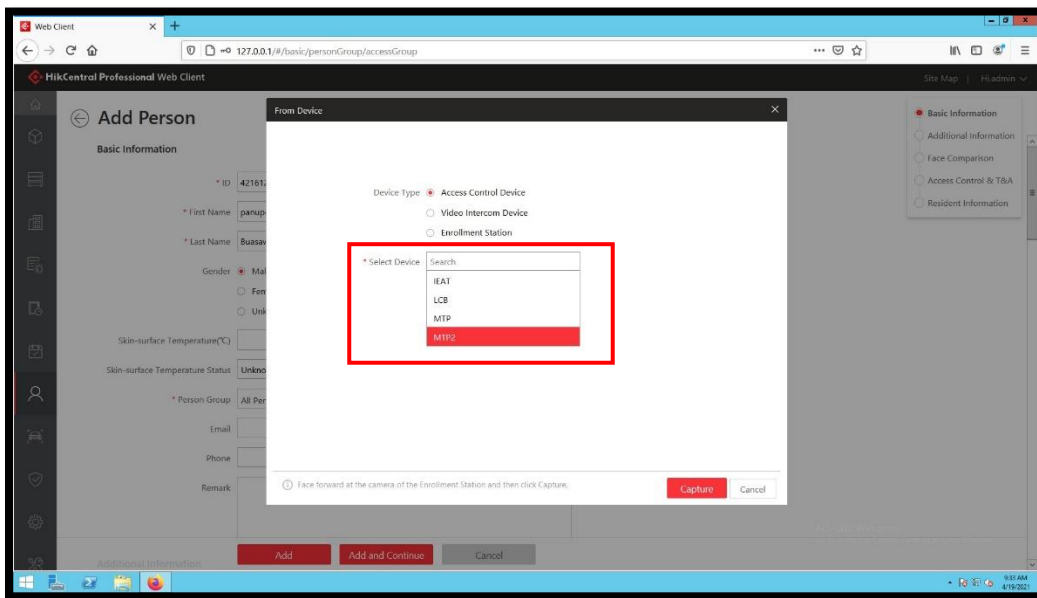 Web Client
127.0.0.1/#/basic/personGroup/accessGroup
HikCentral Professional Web Client
Site Map | Hi,admin
Add Person
Basic Information
* ID 42161
* First Name panup
* Last Name Buasav
Gender Mal
Fem
Unk
Skin-surface Temperature(℃)
Skin-surface Temperature Status Unkno
* Person Group All Per
Email
Phone
Remark
Additional Information
Add
Add and Continue
Cancel
From Device
Device Type Access Control Device
Video Intercom Device
Enrollment Station
* Select Device Search
IEAT
LCB
MTP
MTP2
Face forward at the camera of the Enrollment Station and then click Capture.
Capture
Cancel
Basic Information
Additional Information
Face Comparison
Access Control & T&A
Resident Information
9:33 AM
4/19/2021